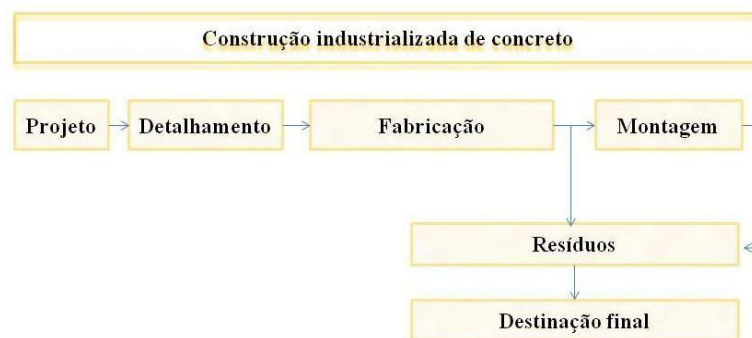 Construção industrializada de concreto
Projeto
Detalhamento
Fabricação
Montagem
Resíduos
Destinação final